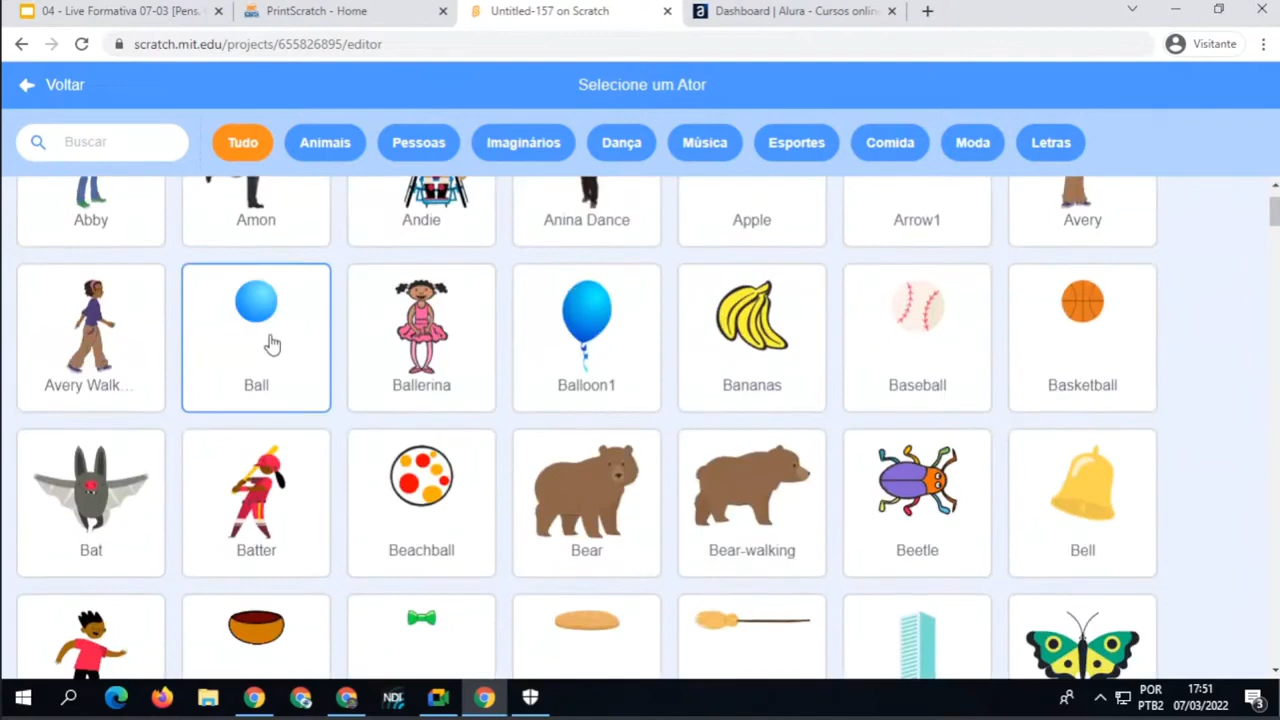 04 - Live Formativa 07-03 [Pens.
PrintScratch - Home
Untitled-157 on Scratch
Dashboard | Alura - Cursos online
scratch.mit.edu/projects/655826895/editor
Visitante
Voltar
Selecione um Ator
Buscar
Tudo
Animais
Pessoas
Imaginários
Dança
Música
Esportes
Comida
Moda
Letras
Abby
Amon
Andie
Anina Dance
Apple
Arrow1
Avery
Avery Walk...
Ball
Ballerina
Balloon1
Bananas
Baseball
Basketball
Bat
Batter
Beachball
Bear
Bear-walking
Beetle
Bell
NDI
POR
PTB2
17:51
07/03/2022
3